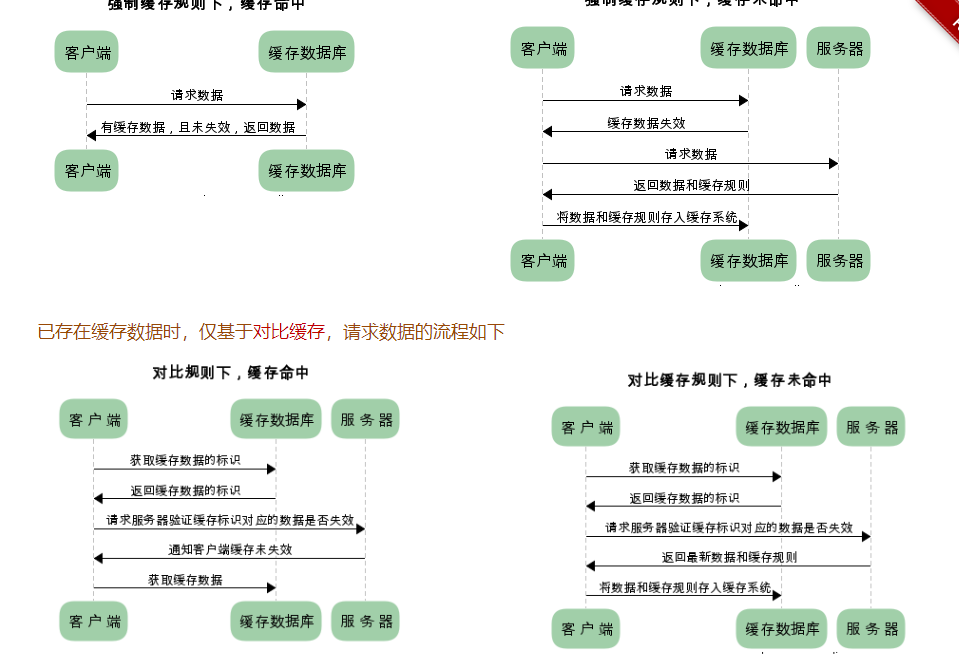 强制缓存规则下，缓存命中
客户端
缓存数据库
请求数据
有缓存数据，且未失效，返回数据
客户端
缓存数据库
强制缓存规则下，缓存未命中
客户端
缓存数据库
服务器
请求数据
缓存数据失效
请求数据
返回数据和缓存规则
将数据和缓存规则存入缓存系统
客户端
缓存数据库
服务器
已存在缓存数据时，仅基于对比缓存，请求数据的流程如下
对比规则下，缓存命中
客户端
缓存数据库
服务器
获取缓存数据的标识
返回缓存数据的标识
请求服务器验证缓存标识对应的数据是否失效
通知客户端缓存未失效
获取缓存数据
客户端
缓存数据库
服务器
对比缓存规则下，缓存未命中
客户端
缓存数据库
服务器
获取缓存数据的标识
返回缓存数据的标识
请求服务器验证缓存标识对应的数据是否失效
返回最新数据和缓存规则
将数据和缓存规则存入缓存系统
客户端
缓存数据库
服务器